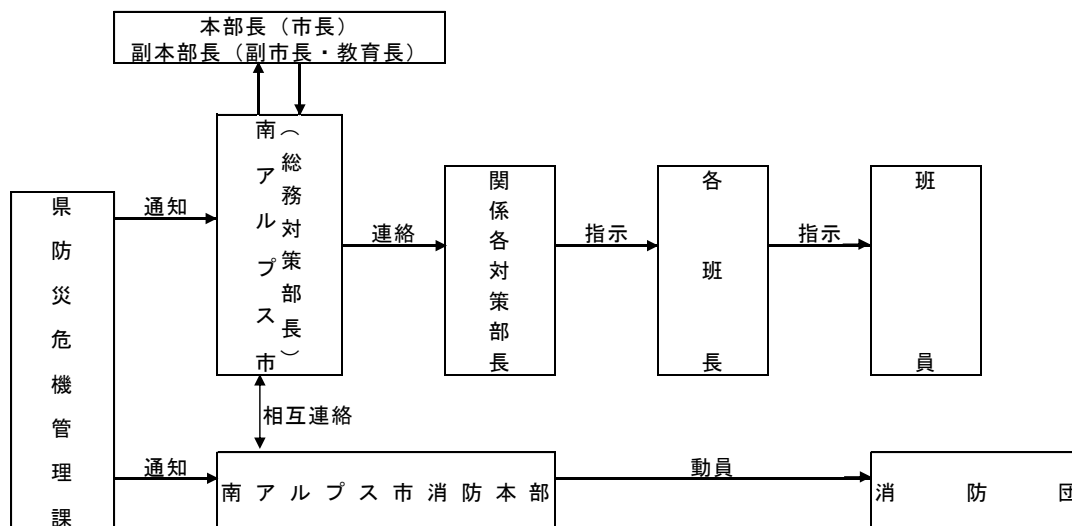 本部長（市長）
副本部長（副市長・教育長）
県防災危機管理課
通知
南アルプス市
（総務対策部長）
連絡
関係各対策部長
指示
各班長
指示
班員
相互連絡
通知
南アルプス市消防本部
動員
消防団